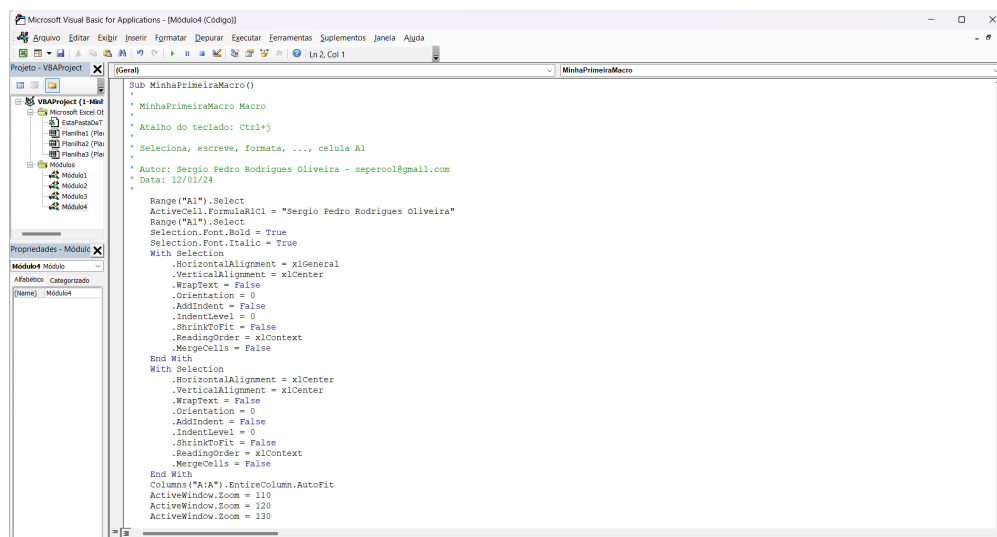 Microsoft Visual Basic for Applications - [Módulo4 (Código)]
Arquivo Editar Exibir Inserir Formatar Depurar Executar Ferramentas Suplementos Janela Ajuda
Ln 2, Col 1
Projeto - VBAProject
VBAProject (1-Minl
Microsoft Excel Ob
EstaPastaDeT
Planilha1 (Plai
Planilha2 (Plai
Planilha3 (Plai
Módulos
Módulo1
Módulo2
Módulo3
Módulo4
Propriedades - Módulo
Módulo4 Módulo
Alfabético Categorizado
(Name) Módulo4
(Geral) MinhaPrimeiraMacro
Sub MinhaPrimeiraMacro()
'
' MinhaPrimeiraMacro Macro
'
' Atalho do teclado: Ctrl+j
'
' Seleciona, escreve, formata, ..., celula A1
'
' Autor: Sergio Pedro Rodrigues Oliveira - seperool@gmail.com
' Data: 12/01/24
'
Range("A1").Select
ActiveCell.FormulaR1C1 = "Sergio Pedro Rodrigues Oliveira"
Range("A1").Select
Selection.Font.Bold = True
Selection.Font.Italic = True
With Selection
.HorizontalAlignment = xlGeneral
.VerticalAlignment = xlCenter
.WrapText = False
.Orientation = 0
.AddIndent = False
.IndentLevel = 0
.ShrinkToFit = False
.ReadingOrder = xlContext
.MergeCells = False
End With
With Selection
.HorizontalAlignment = xlCenter
.VerticalAlignment = xlCenter
.WrapText = False
.Orientation = 0
.AddIndent = False
.IndentLevel = 0
.ShrinkToFit = False
.ReadingOrder = xlContext
.MergeCells = False
End With
Columns("A:A").EntireColumn.AutoFit
ActiveWindow.Zoom = 110
ActiveWindow.Zoom = 120
ActiveWindow.Zoom = 130